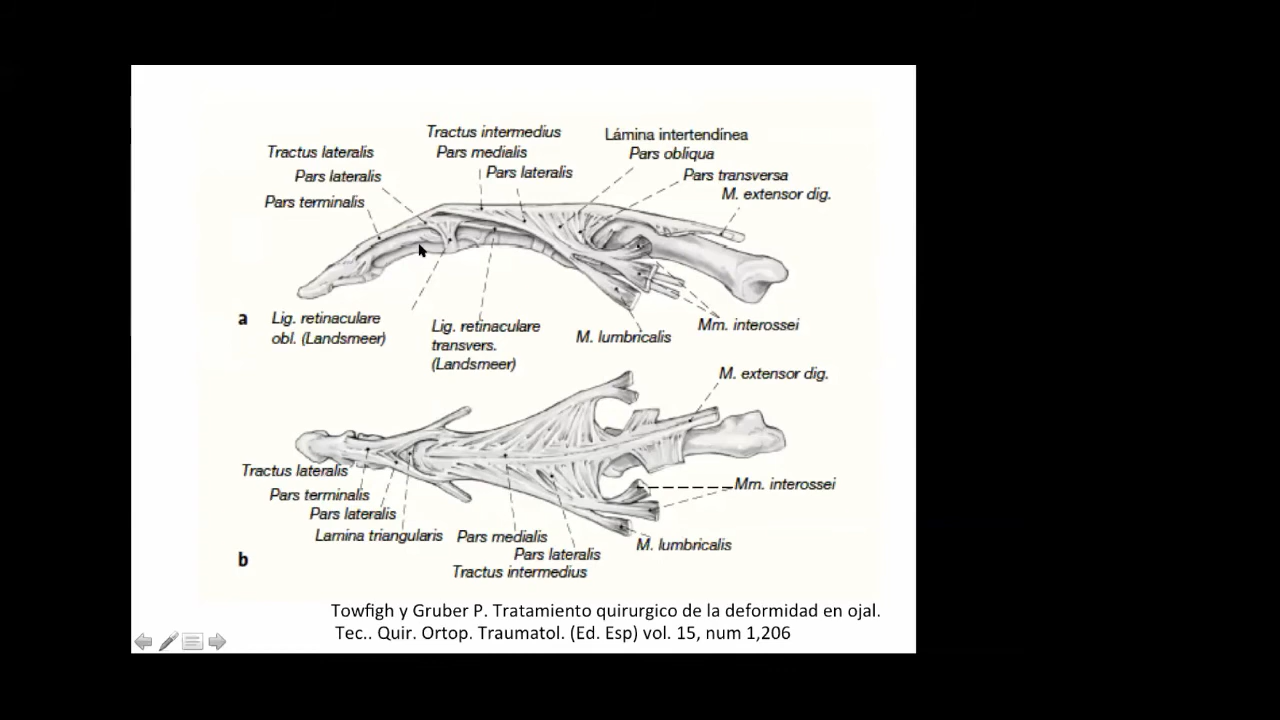 Tractus intermedius
Lámina intertendínea
Tractus lateralis
Pars medialis
Pars obliqua
Pars lateralis
Pars lateralis
Pars transversa
Pars terminalis
M. extensor dig.
a
Lig. retinaculare
obl. (Landsmeer)
Lig. retinaculare
transvers.
(Landsmeer)
M. lumbricalis
Mm. interossei
M. extensor dig.
Tractus lateralis
Pars terminalis
Pars lateralis
Lamina triangularis
Pars medialis
Pars lateralis
Tractus intermedius
Mm. interossei
M. lumbricalis
b
Towfigh y Gruber P. Tratamiento quirurgico de la deformidad en ojal.
Tec.. Quir. Ortop. Traumatol. (Ed. Esp) vol. 15, num 1,206